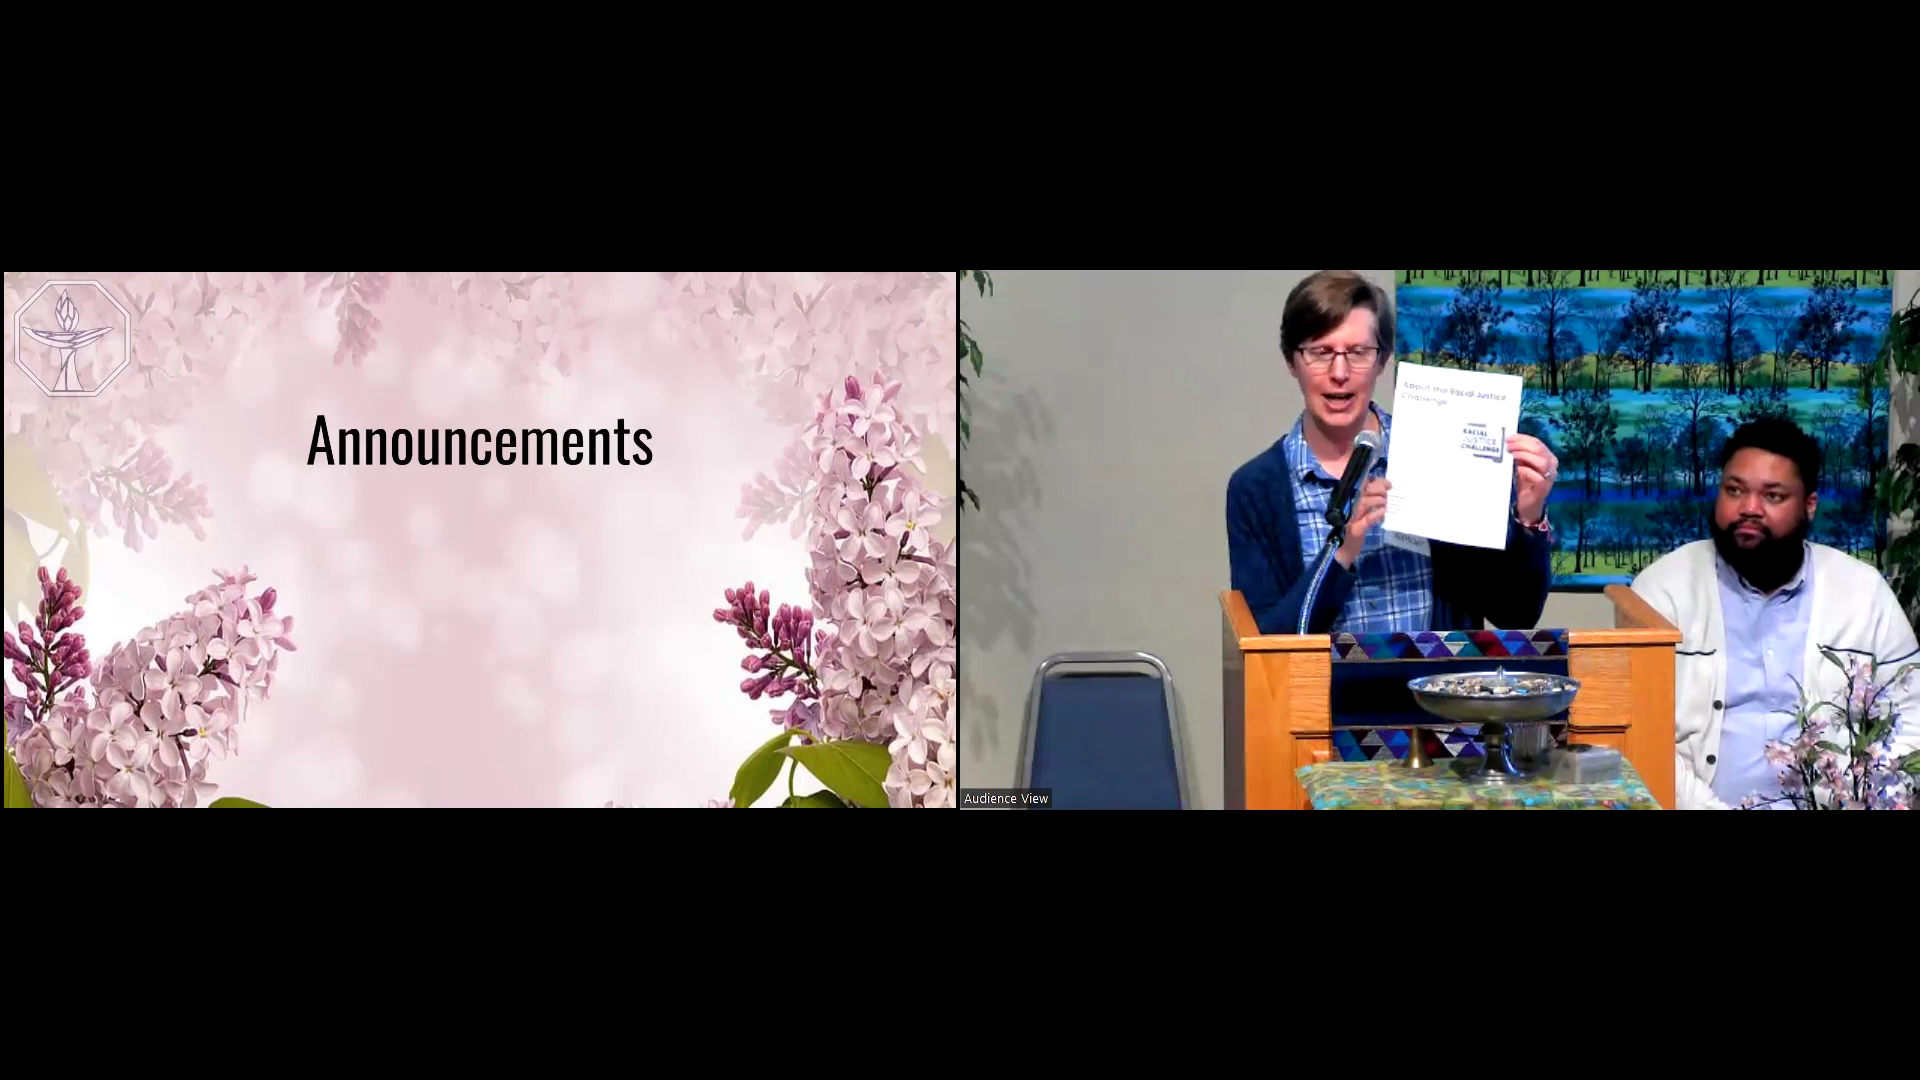 Announcements
About the Racial Justice
Challenge
RACIAL
JUSTICE
CHALLENGE
Audience View